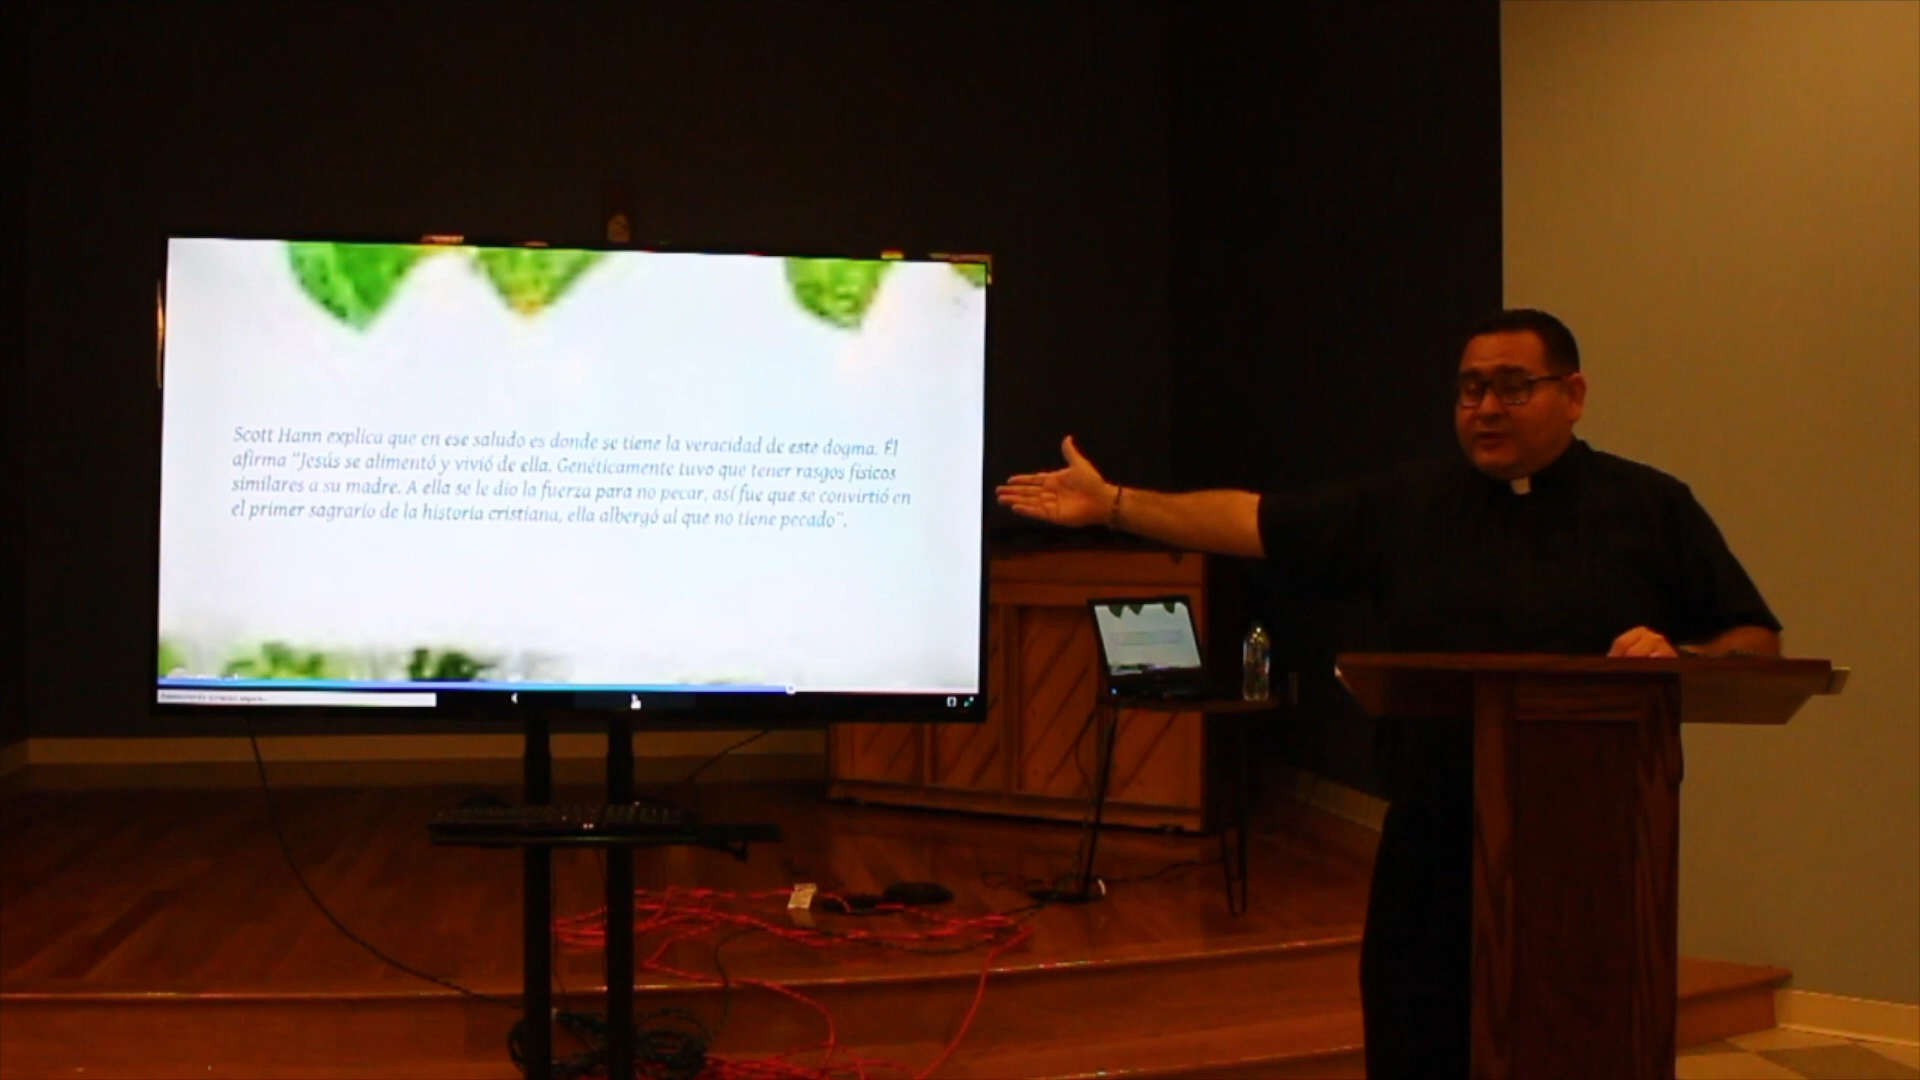 Scott Hann explica que en ese saludo es donde se tiene la veracidad de este dogma. Él
afirma "Jesús se alimentó y vivió de ella. Genéticamente tuvo que tener rasgos físicos
similares a su madre. A ella se le dio la fuerza para no pecar, así fue que se convirtió en
el primer sagrario de la historia cristiana, ella albergó al que no tiene pecado".